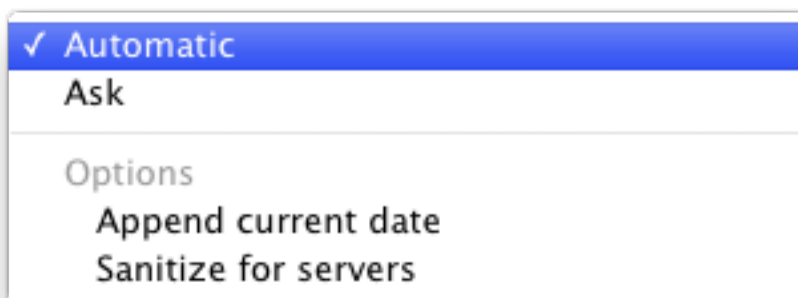 ✓ Automatic
Ask
Options
Append current date
Sanitize for servers